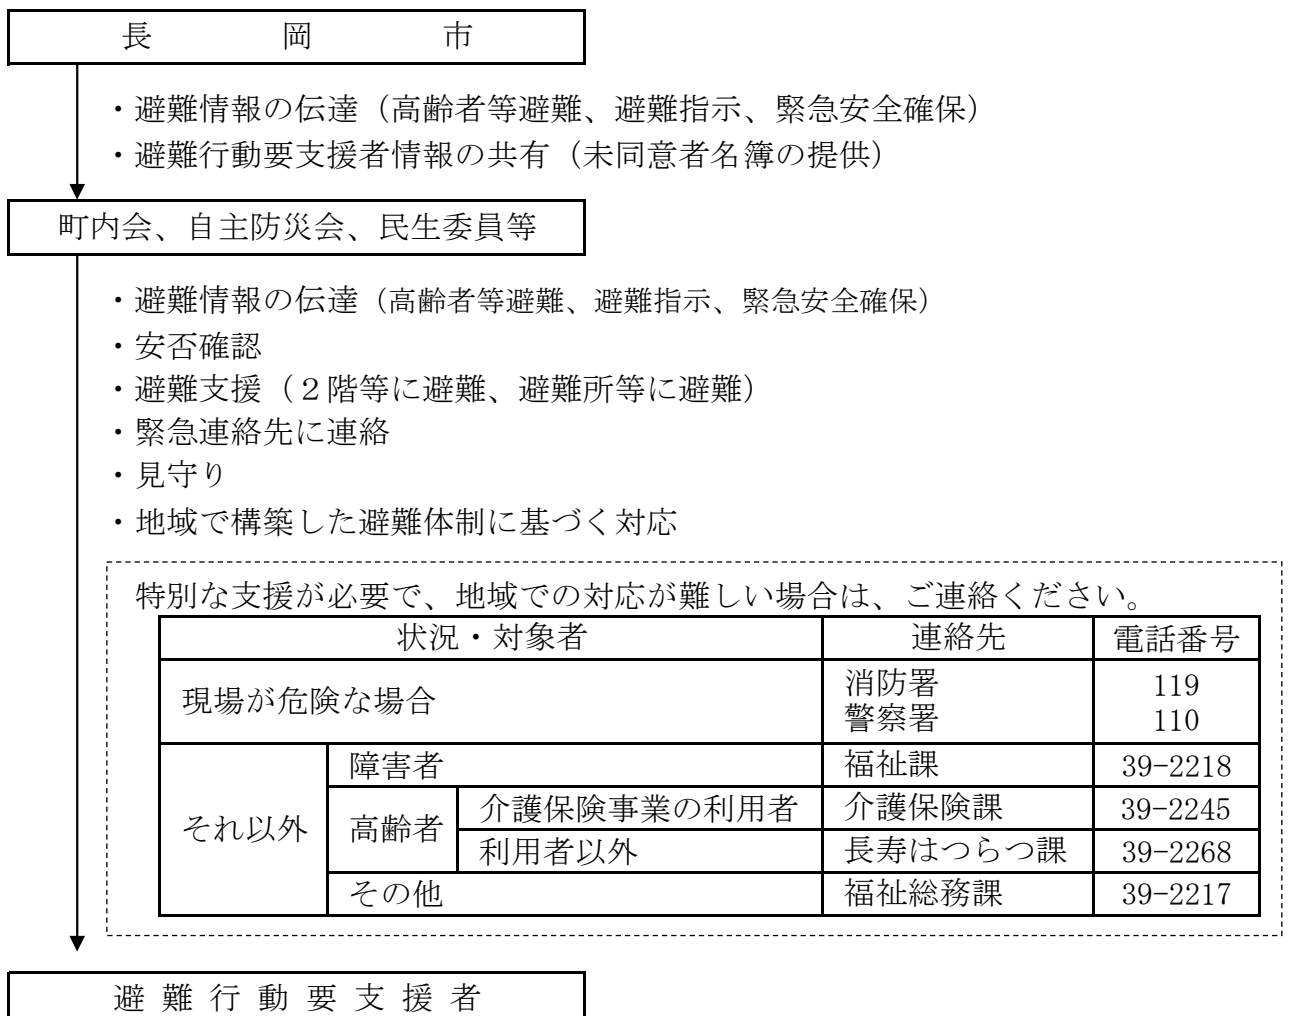 長岡市
・避難情報の伝達（高齢者等避難、避難指示、緊急安全確保）
・避難行動要支援者情報の共有（未同意者名簿の提供）
町内会、自主防災会、民生委員等
・避難情報の伝達（高齢者等避難、避難指示、緊急安全確保）
・安否確認
・避難支援（２階等に避難、避難所等に避難）
・緊急連絡先に連絡
・見守り
・地域で構築した避難体制に基づく対応
特別な支援が必要で、地域での対応が難しい場合は、ご連絡ください。
状況・対象者 連絡先 電話番号
現場が危険な場合 消防署 119
警察署 110
それ以外 障害者 福祉課 39-2218
高齢者 介護保険事業の利用者 介護保険課 39-2245
利用者以外 長寿はつらつ課 39-2268
その他 福祉総務課 39-2217
避難行動要支援者